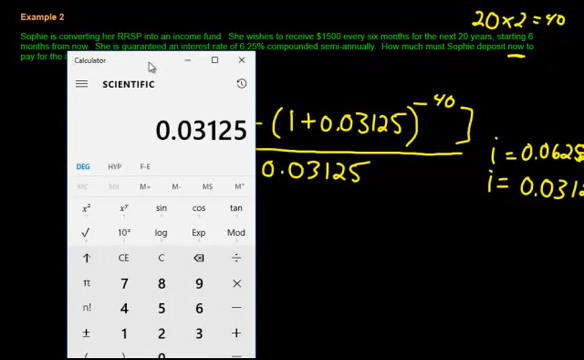 Example 2
20×2=40
Sophie is converting her RRSP into an income fund. She wishes to receive $1500 every six months for the next 20 years, starting 6
months from now. She is guaranteed an interest rate of 6.25% compounded semi-annually. How much must Sophie deposit now to
pay for the
Calculator
SCIENTIFIC
0.03125
- (1+0.03125)^-40 ]
0.03125
i = 0.0625
i = 0.0312
DEG HYP F-E
MC MR M+ M- MS M˅
x² xʸ sin cos tan
√ 10ˣ log Exp Mod
↑ CE C ⌫ ÷
π 7 8 9 ×
n! 4 5 6 −
± 1 2 3 +
( ) 0